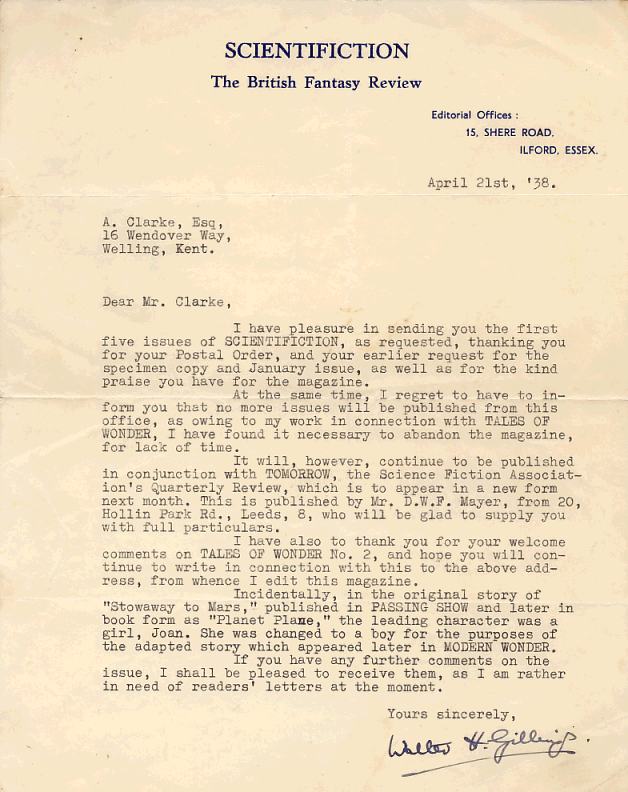 SCIENTIFICTION
The British Fantasy Review
Editorial Offices :
15, SHERE ROAD,
ILFORD, ESSEX.
April 21st, '38.
A. Clarke, Esq,
16 Wendover Way,
Welling, Kent.
Dear Mr. Clarke,
I have pleasure in sending you the first
five issues of SCIENTIFICTION, as requested, thanking you
for your Postal Order, and your earlier request for the
specimen copy and January issue, as well as for the kind
praise you have for the magazine.
At the same time, I regret to have to in-
form you that no more issues will be published from this
office, as owing to my work in connection with TALES OF
WONDER, I have found it necessary to abandon the magazine,
for lack of time.
It will, however, continue to be published
in conjunction with TOMORROW, the Science Fiction Associat-
ion's Quarterly Review, which is to appear in a new form
next month. This is published by Mr. D.W.F. Mayer, from 20,
Hollin Park Rd., Leeds, 8, who will be glad to supply you
with full particulars.
I have also to thank you for your welcome
comments on TALES OF WONDER No. 2, and hope you will con-
tinue to write in connection with this to the above add-
ress, from whence I edit this magazine.
Incidentally, in the original story of
"Stowaway to Mars," published in PASSING SHOW and later in
book form as "Planet Plane," the leading character was a
girl, Joan. She was changed to a boy for the purposes of
the adapted story which appeared later in MODERN WONDER.
If you have any further comments on the
issue, I shall be pleased to receive them, as I am rather
in need of readers' letters at the moment.
Yours sincerely,
Walter H. Gillings.